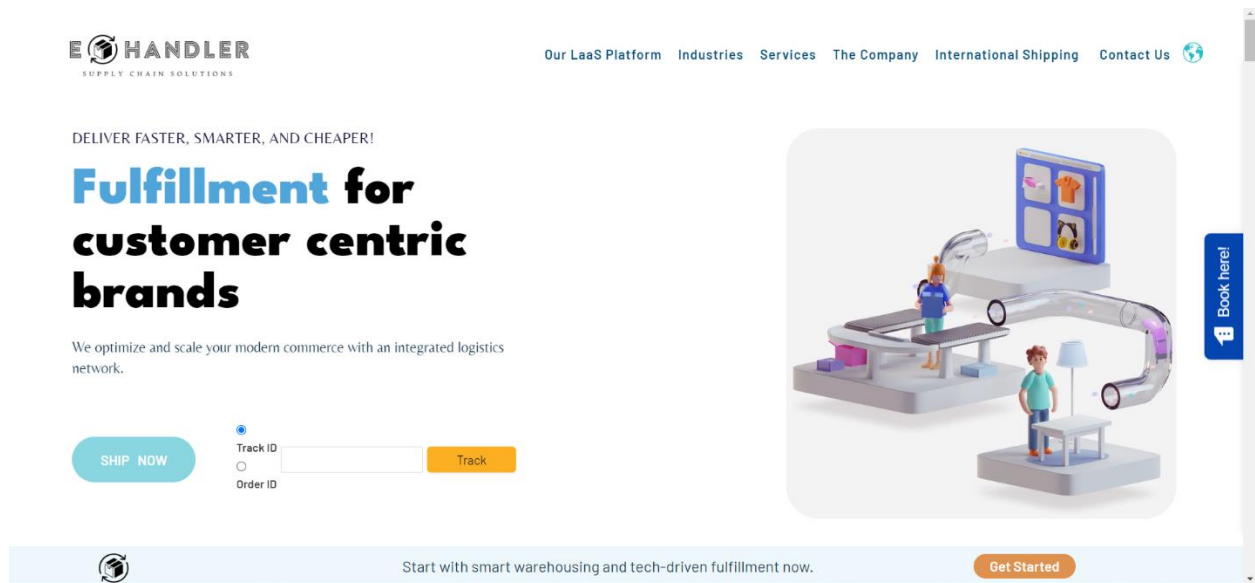 E HANDLER
SUPPLY CHAIN SOLUTIONS
Our LaaS Platform Industries Services The Company International Shipping Contact Us
DELIVER FASTER, SMARTER, AND CHEAPER!
Fulfillment for
customer centric
brands
We optimize and scale your modern commerce with an integrated logistics
network.
SHIP NOW
Track ID
Order ID
Track
Book here!
Start with smart warehousing and tech-driven fulfillment now.
Get Started